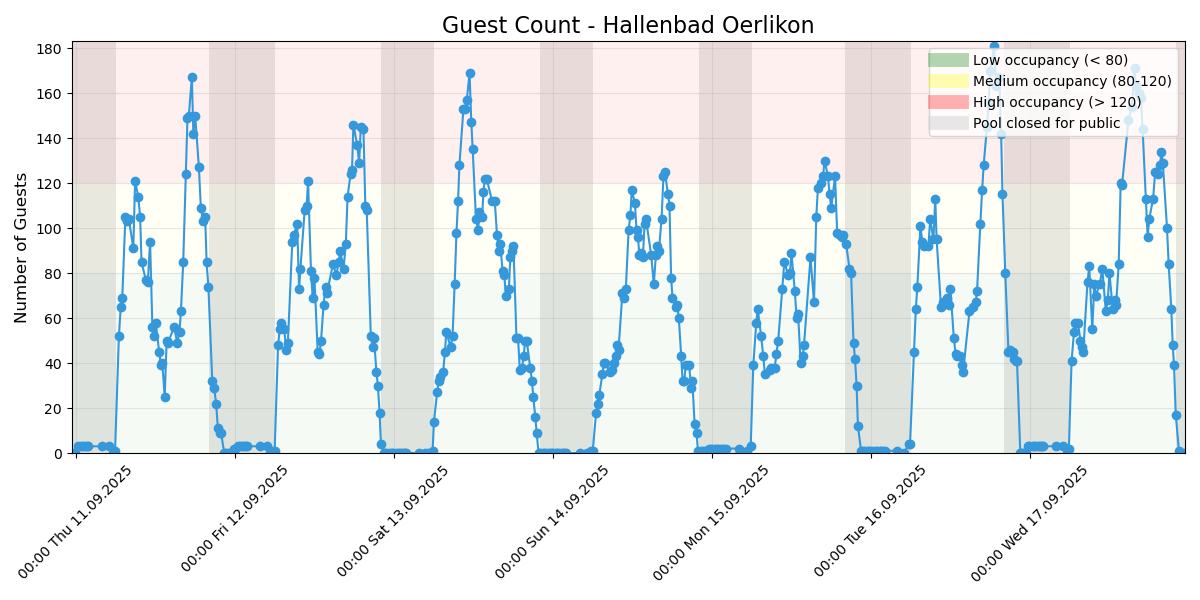 Guest Count - Hallenbad Oerlikon
Number of Guests
180
160
140
120
100
80
60
40
20
0
Low occupancy (< 80)
Medium occupancy (80-120)
High occupancy (> 120)
Pool closed for public
00:00 Thu 11.09.2025
00:00 Fri 12.09.2025
00:00 Sat 13.09.2025
00:00 Sun 14.09.2025
00:00 Mon 15.09.2025
00:00 Tue 16.09.2025
00:00 Wed 17.09.2025